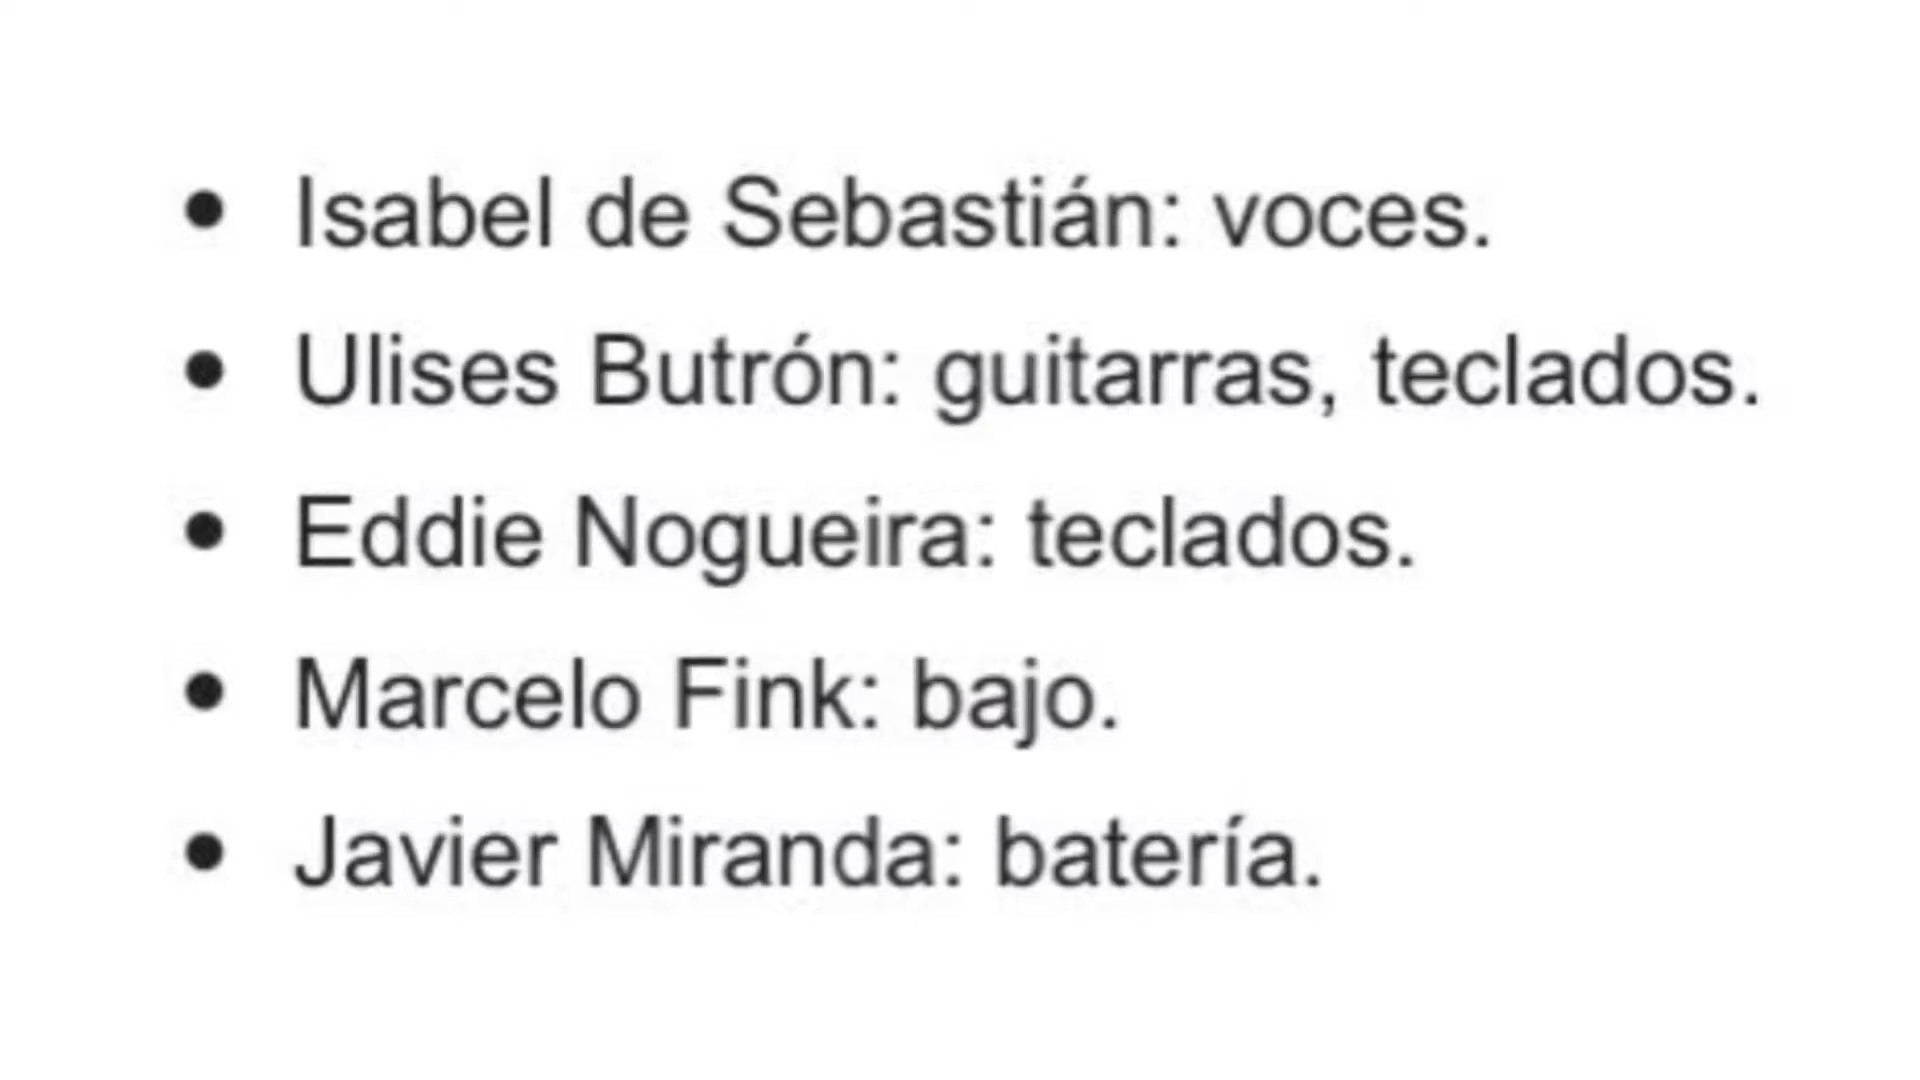 • Isabel de Sebastián: voces.
• Ulises Butrón: guitarras, teclados.
• Eddie Nogueira: teclados.
• Marcelo Fink: bajo.
• Javier Miranda: batería.